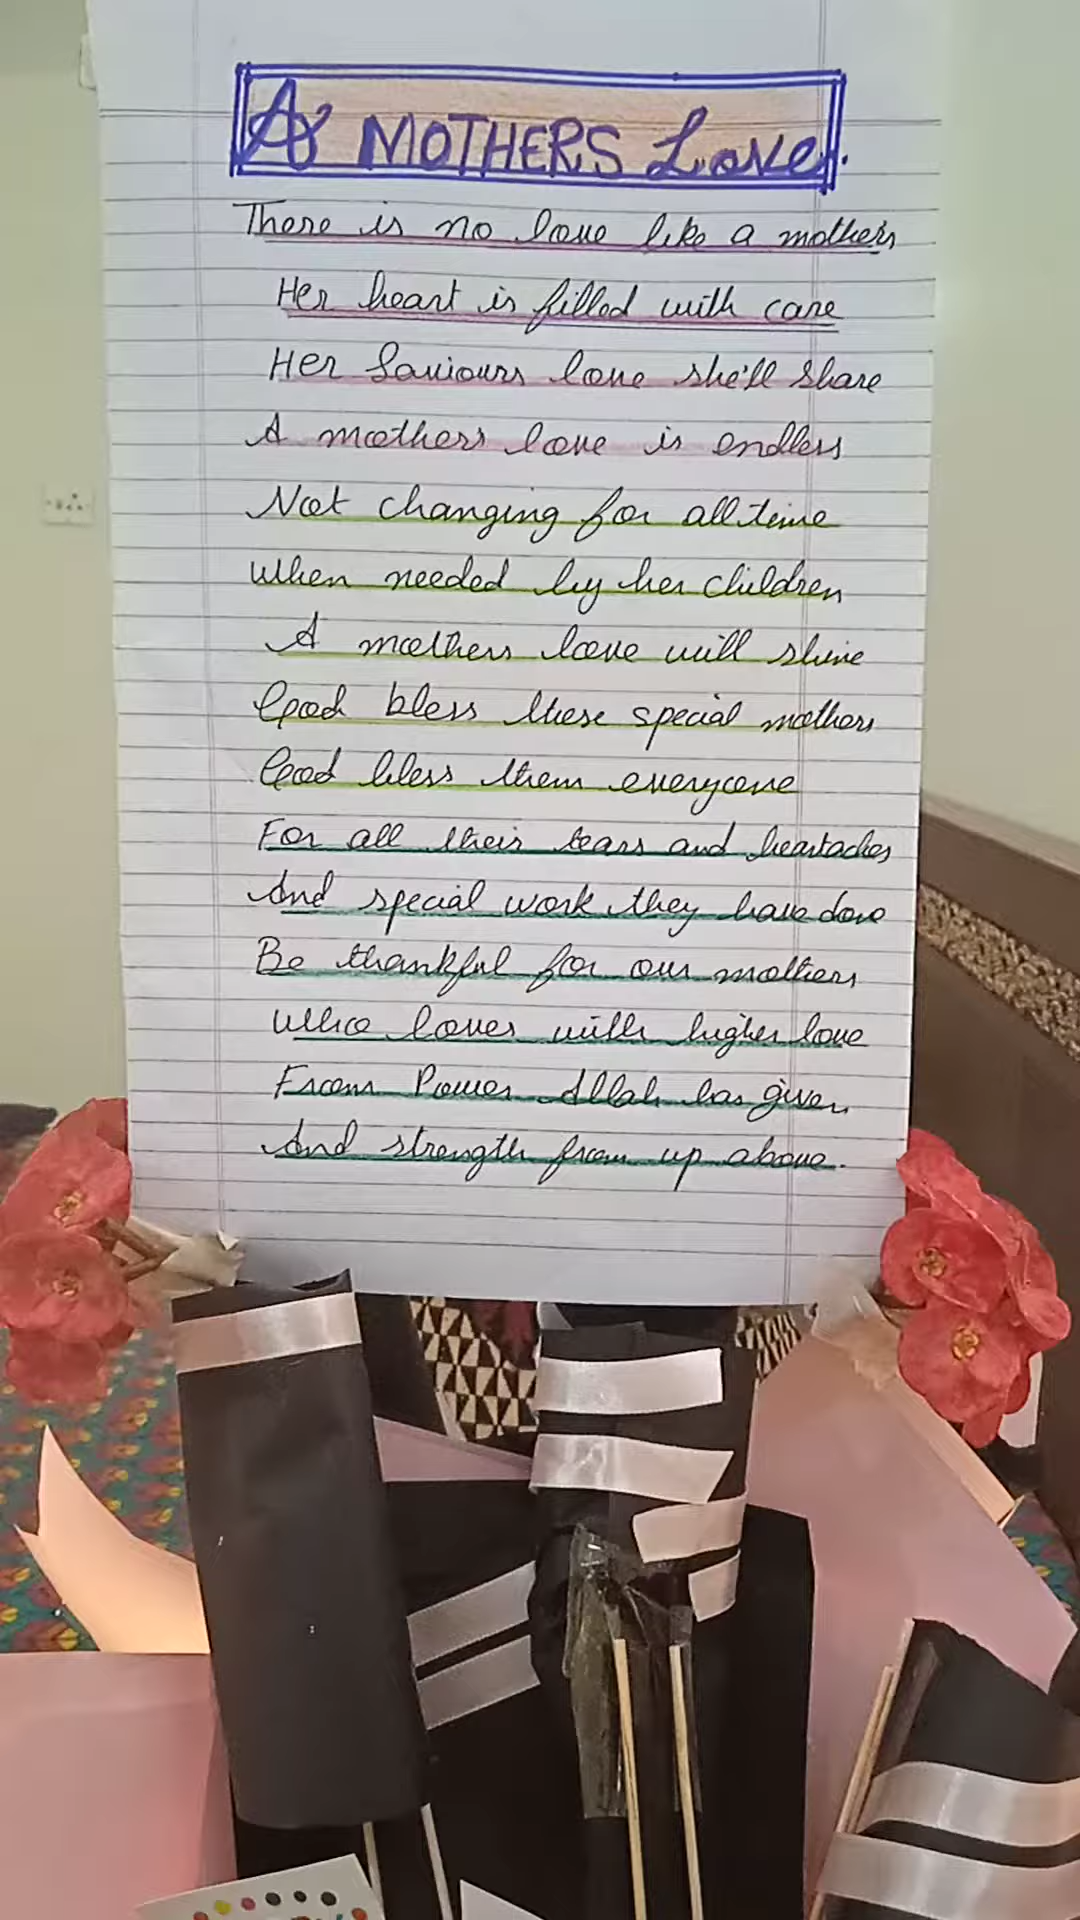 A MOTHERS Love.
There is no love like a mother's
Her heart is filled with care
Her Saviours love she'll share
A mothers love is endless
Not changing for all time
When needed by her children
A mothers love will shine
God bless these special mothers
God bless them everyone
For all their tears and heartaches
And special work they have done
Be thankful for our mothers
Who loves with higher love
From Power Allah has given
And strength from up above.